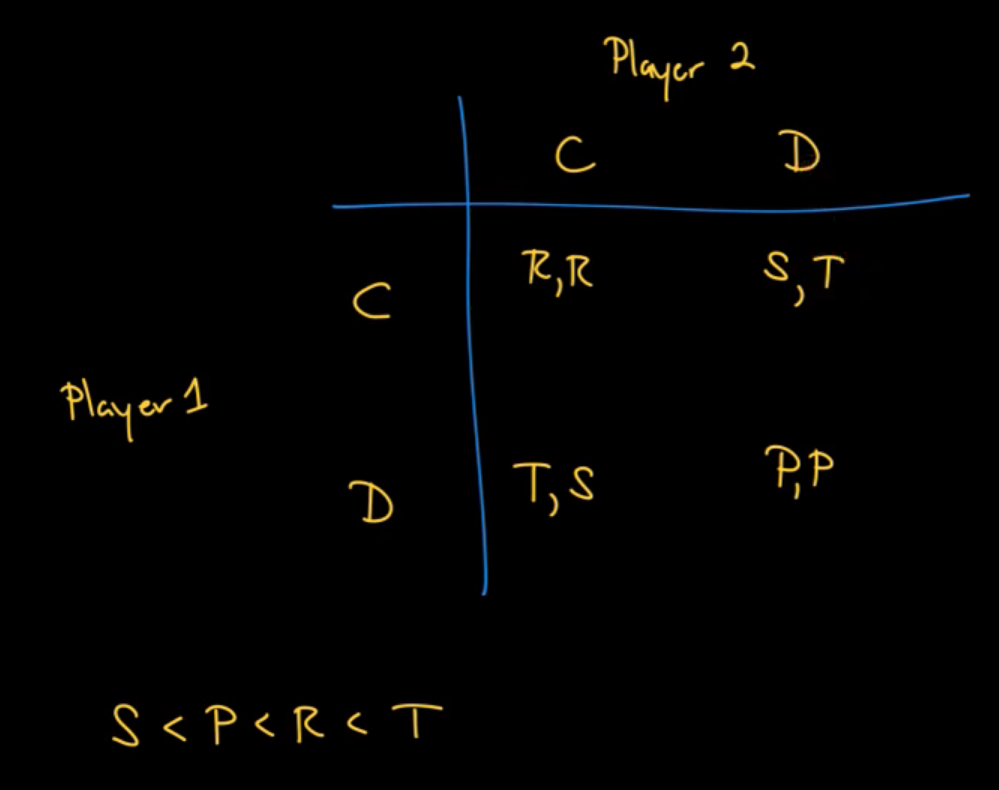 Player 2
C D
C R,R S,T
Player 1
D T,S P,P
S < P < R < T